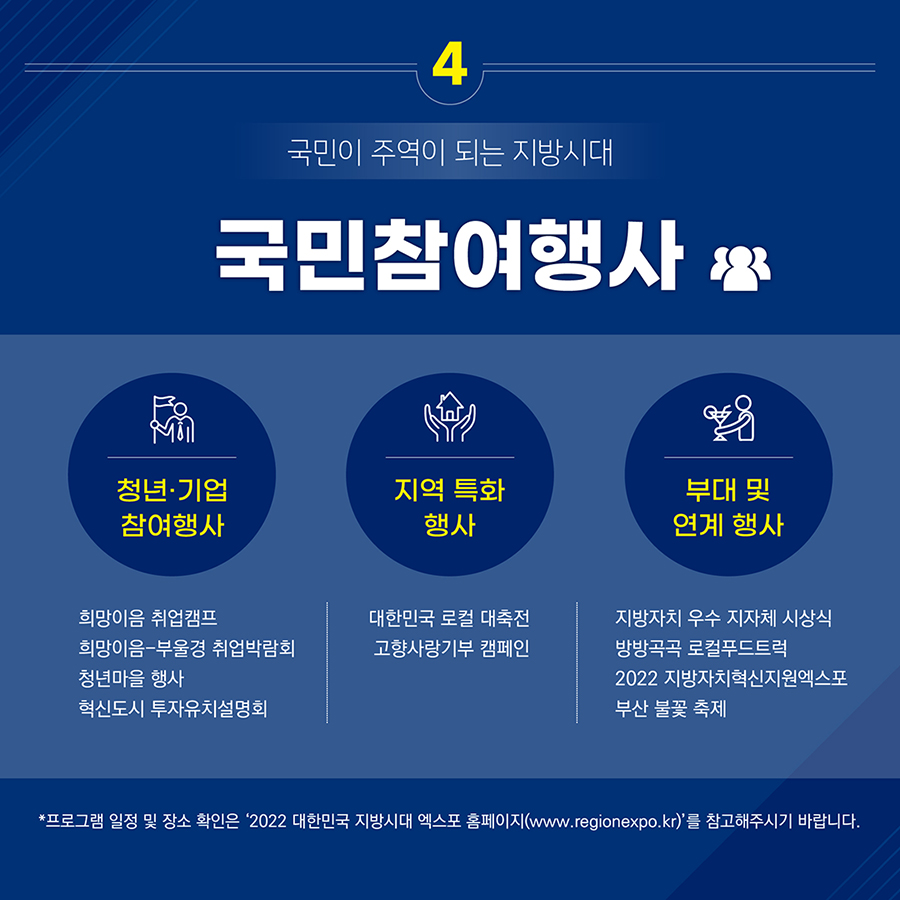 4
국민이 주역이 되는 지방시대
국민참여행사
청년·기업
참여행사
희망이음 취업캠프
희망이음-부울경 취업박람회
청년마을 행사
혁신도시 투자유치설명회
지역 특화
행사
대한민국 로컬 대축전
고향사랑기부 캠페인
부대 및
연계 행사
지방자치 우수 지자체 시상식
방방곡곡 로컬푸드트럭
2022 지방자치혁신지원엑스포
부산 불꽃 축제
*프로그램 일정 및 장소 확인은 ‘2022 대한민국 지방시대 엑스포 홈페이지(www.regionexpo.kr)’를 참고해주시기 바랍니다.